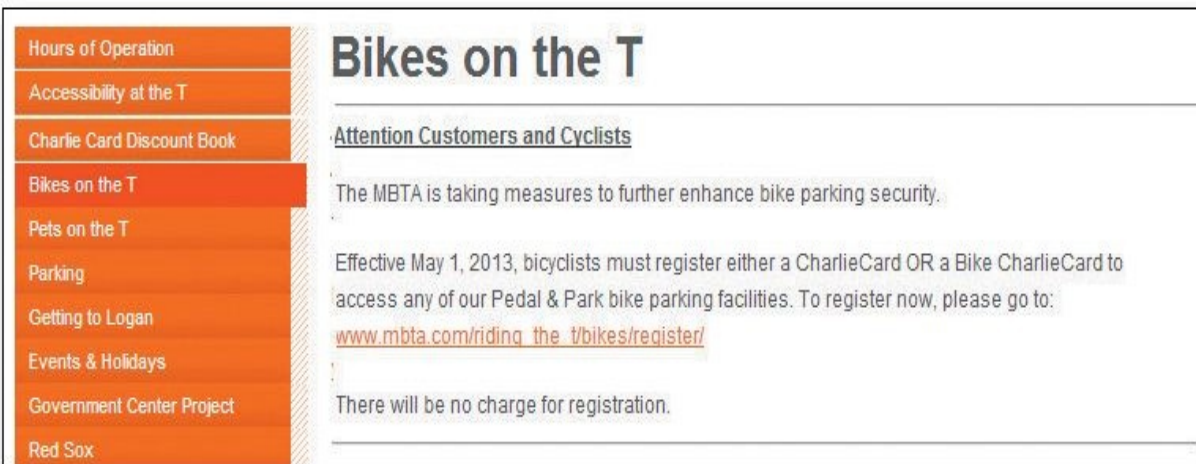 Hours of Operation
Accessibility at the T
Charlie Card Discount Book
Bikes on the T
Pets on the T
Parking
Getting to Logan
Events & Holidays
Government Center Project
Red Sox
Bikes on the T
Attention Customers and Cyclists
The MBTA is taking measures to further enhance bike parking security.
Effective May 1, 2013, bicyclists must register either a CharlieCard OR a Bike CharlieCard to
access any of our Pedal & Park bike parking facilities. To register now, please go to:
www.mbta.com/riding_the_t/bikes/register/
There will be no charge for registration.